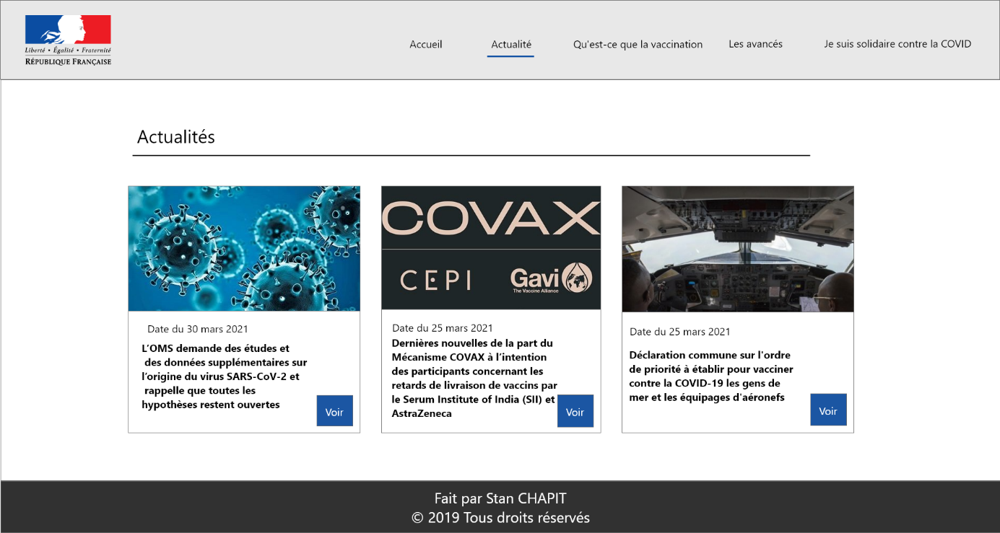 Liberté • Égalité • Fraternité
RÉPUBLIQUE FRANÇAISE
Accueil
Actualité
Qu'est-ce que la vaccination
Les avancés
Je suis solidaire contre la COVID
Actualités
Date du 30 mars 2021
L'OMS demande des études et
des données supplémentaires sur
l'origine du virus SARS-CoV-2 et
rappelle que toutes les
hypothèses restent ouvertes
Voir
COVAX
CEPI
Gavi
The Vaccine Alliance
Date du 25 mars 2021
Dernières nouvelles de la part du
Mécanisme COVAX à l'intention
des participants concernant les
retards de livraison de vaccins par
le Serum Institute of India (SII) et
AstraZeneca
Voir
Date du 25 mars 2021
Déclaration commune sur l'ordre
de priorité à établir pour vacciner
contre la COVID-19 les gens de
mer et les équipages d'aéronefs
Voir
Fait par Stan CHAPIT
© 2019 Tous droits réservés